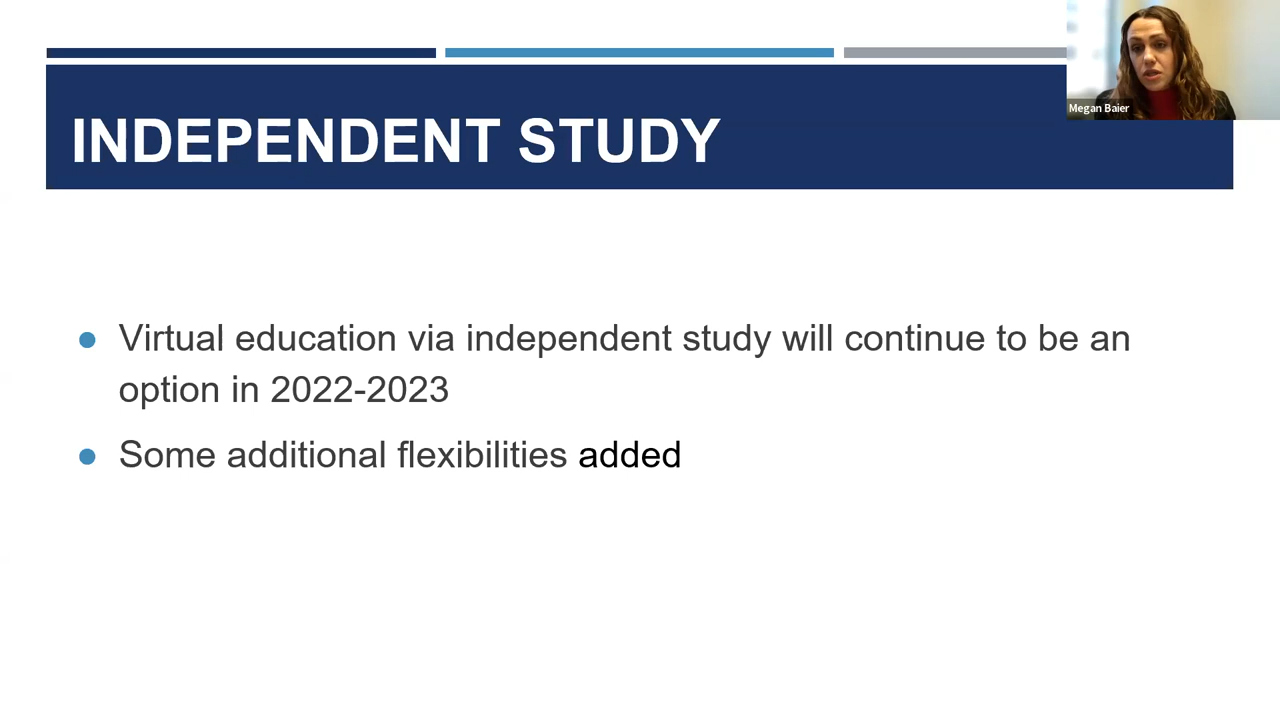 Megan Baier
INDEPENDENT STUDY
● Virtual education via independent study will continue to be an
option in 2022-2023
● Some additional flexibilities added